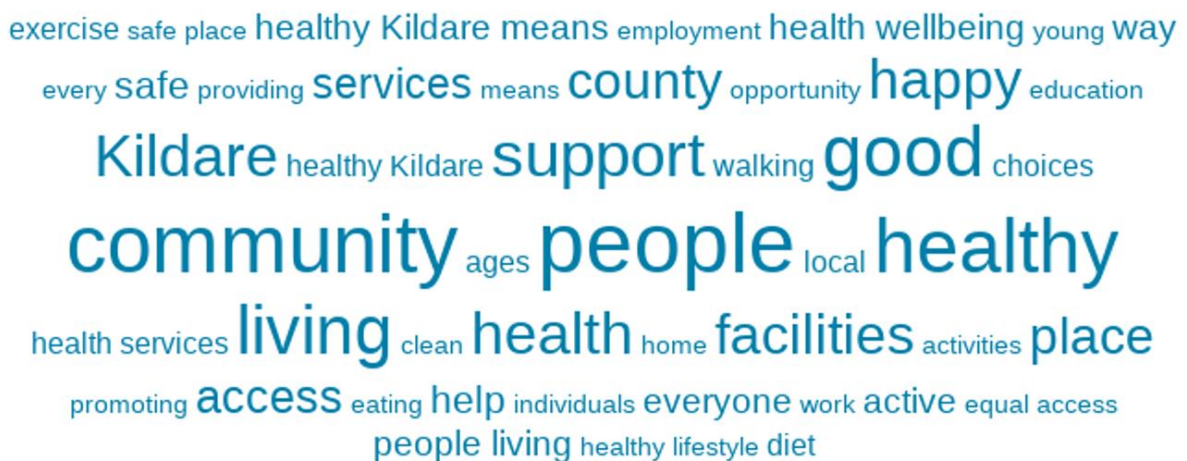 exercise safe place healthy Kildare means employment health wellbeing young way
every safe providing services means county opportunity happy education
Kildare healthy Kildare support walking good choices
community ages people local healthy
health services living clean health home facilities activities place
promoting access eating help individuals everyone work active equal access
people living healthy lifestyle diet